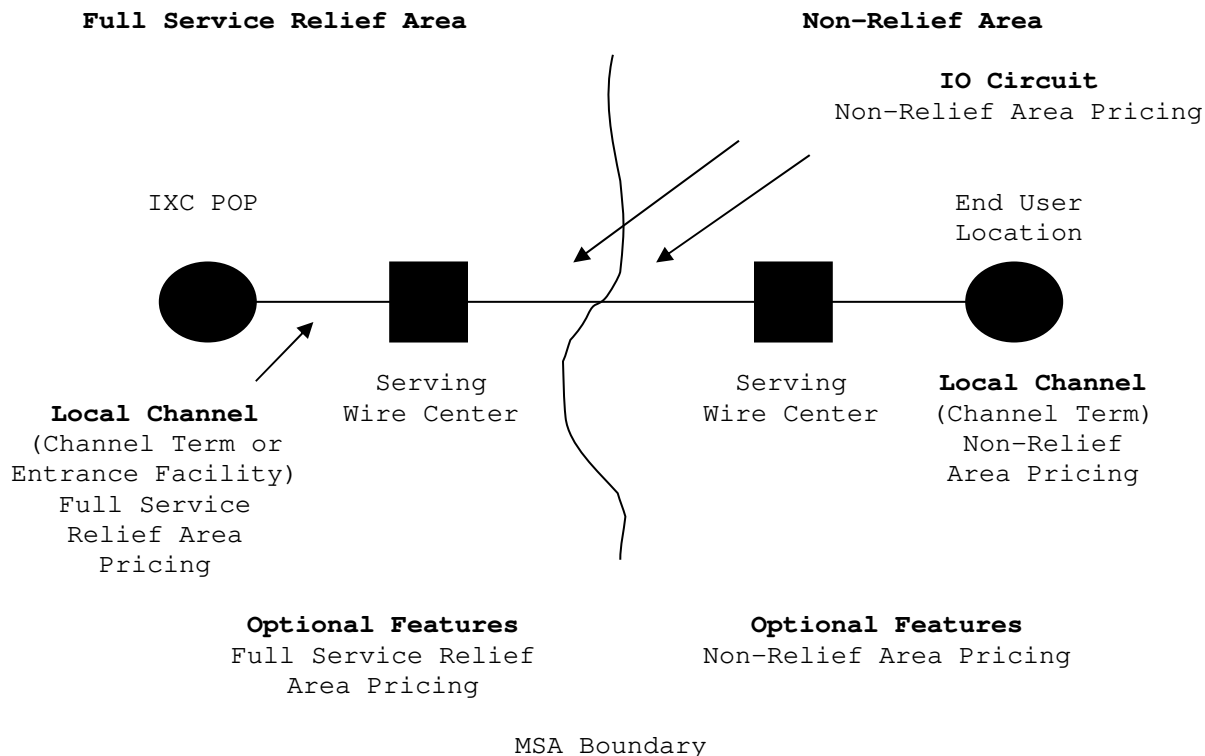 Full Service Relief Area
Non-Relief Area
IO Circuit
Non-Relief Area Pricing
IXC POP
End User
Location
Serving
Wire Center
Serving
Wire Center
Local Channel
(Channel Term or
Entrance Facility)
Full Service
Relief Area
Pricing
Local Channel
(Channel Term)
Non-Relief
Area Pricing
Optional Features
Full Service Relief
Area Pricing
Optional Features
Non-Relief Area Pricing
MSA Boundary